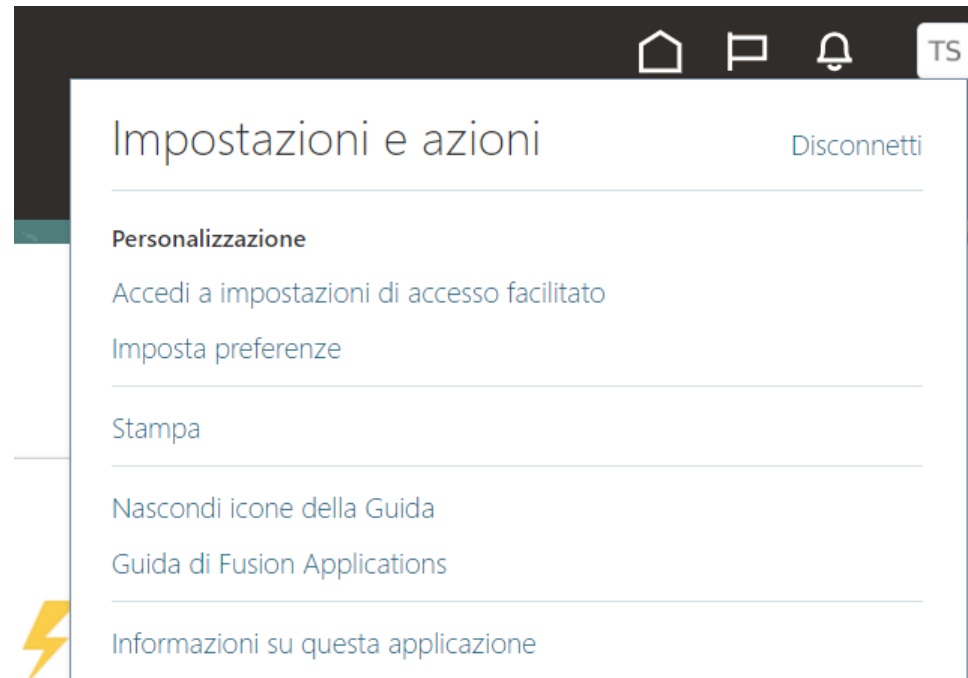 TS
Impostazioni e azioni
Disconnetti
Personalizzazione
Accedi a impostazioni di accesso facilitato
Imposta preferenze
Stampa
Nascondi icone della Guida
Guida di Fusion Applications
Informazioni su questa applicazione